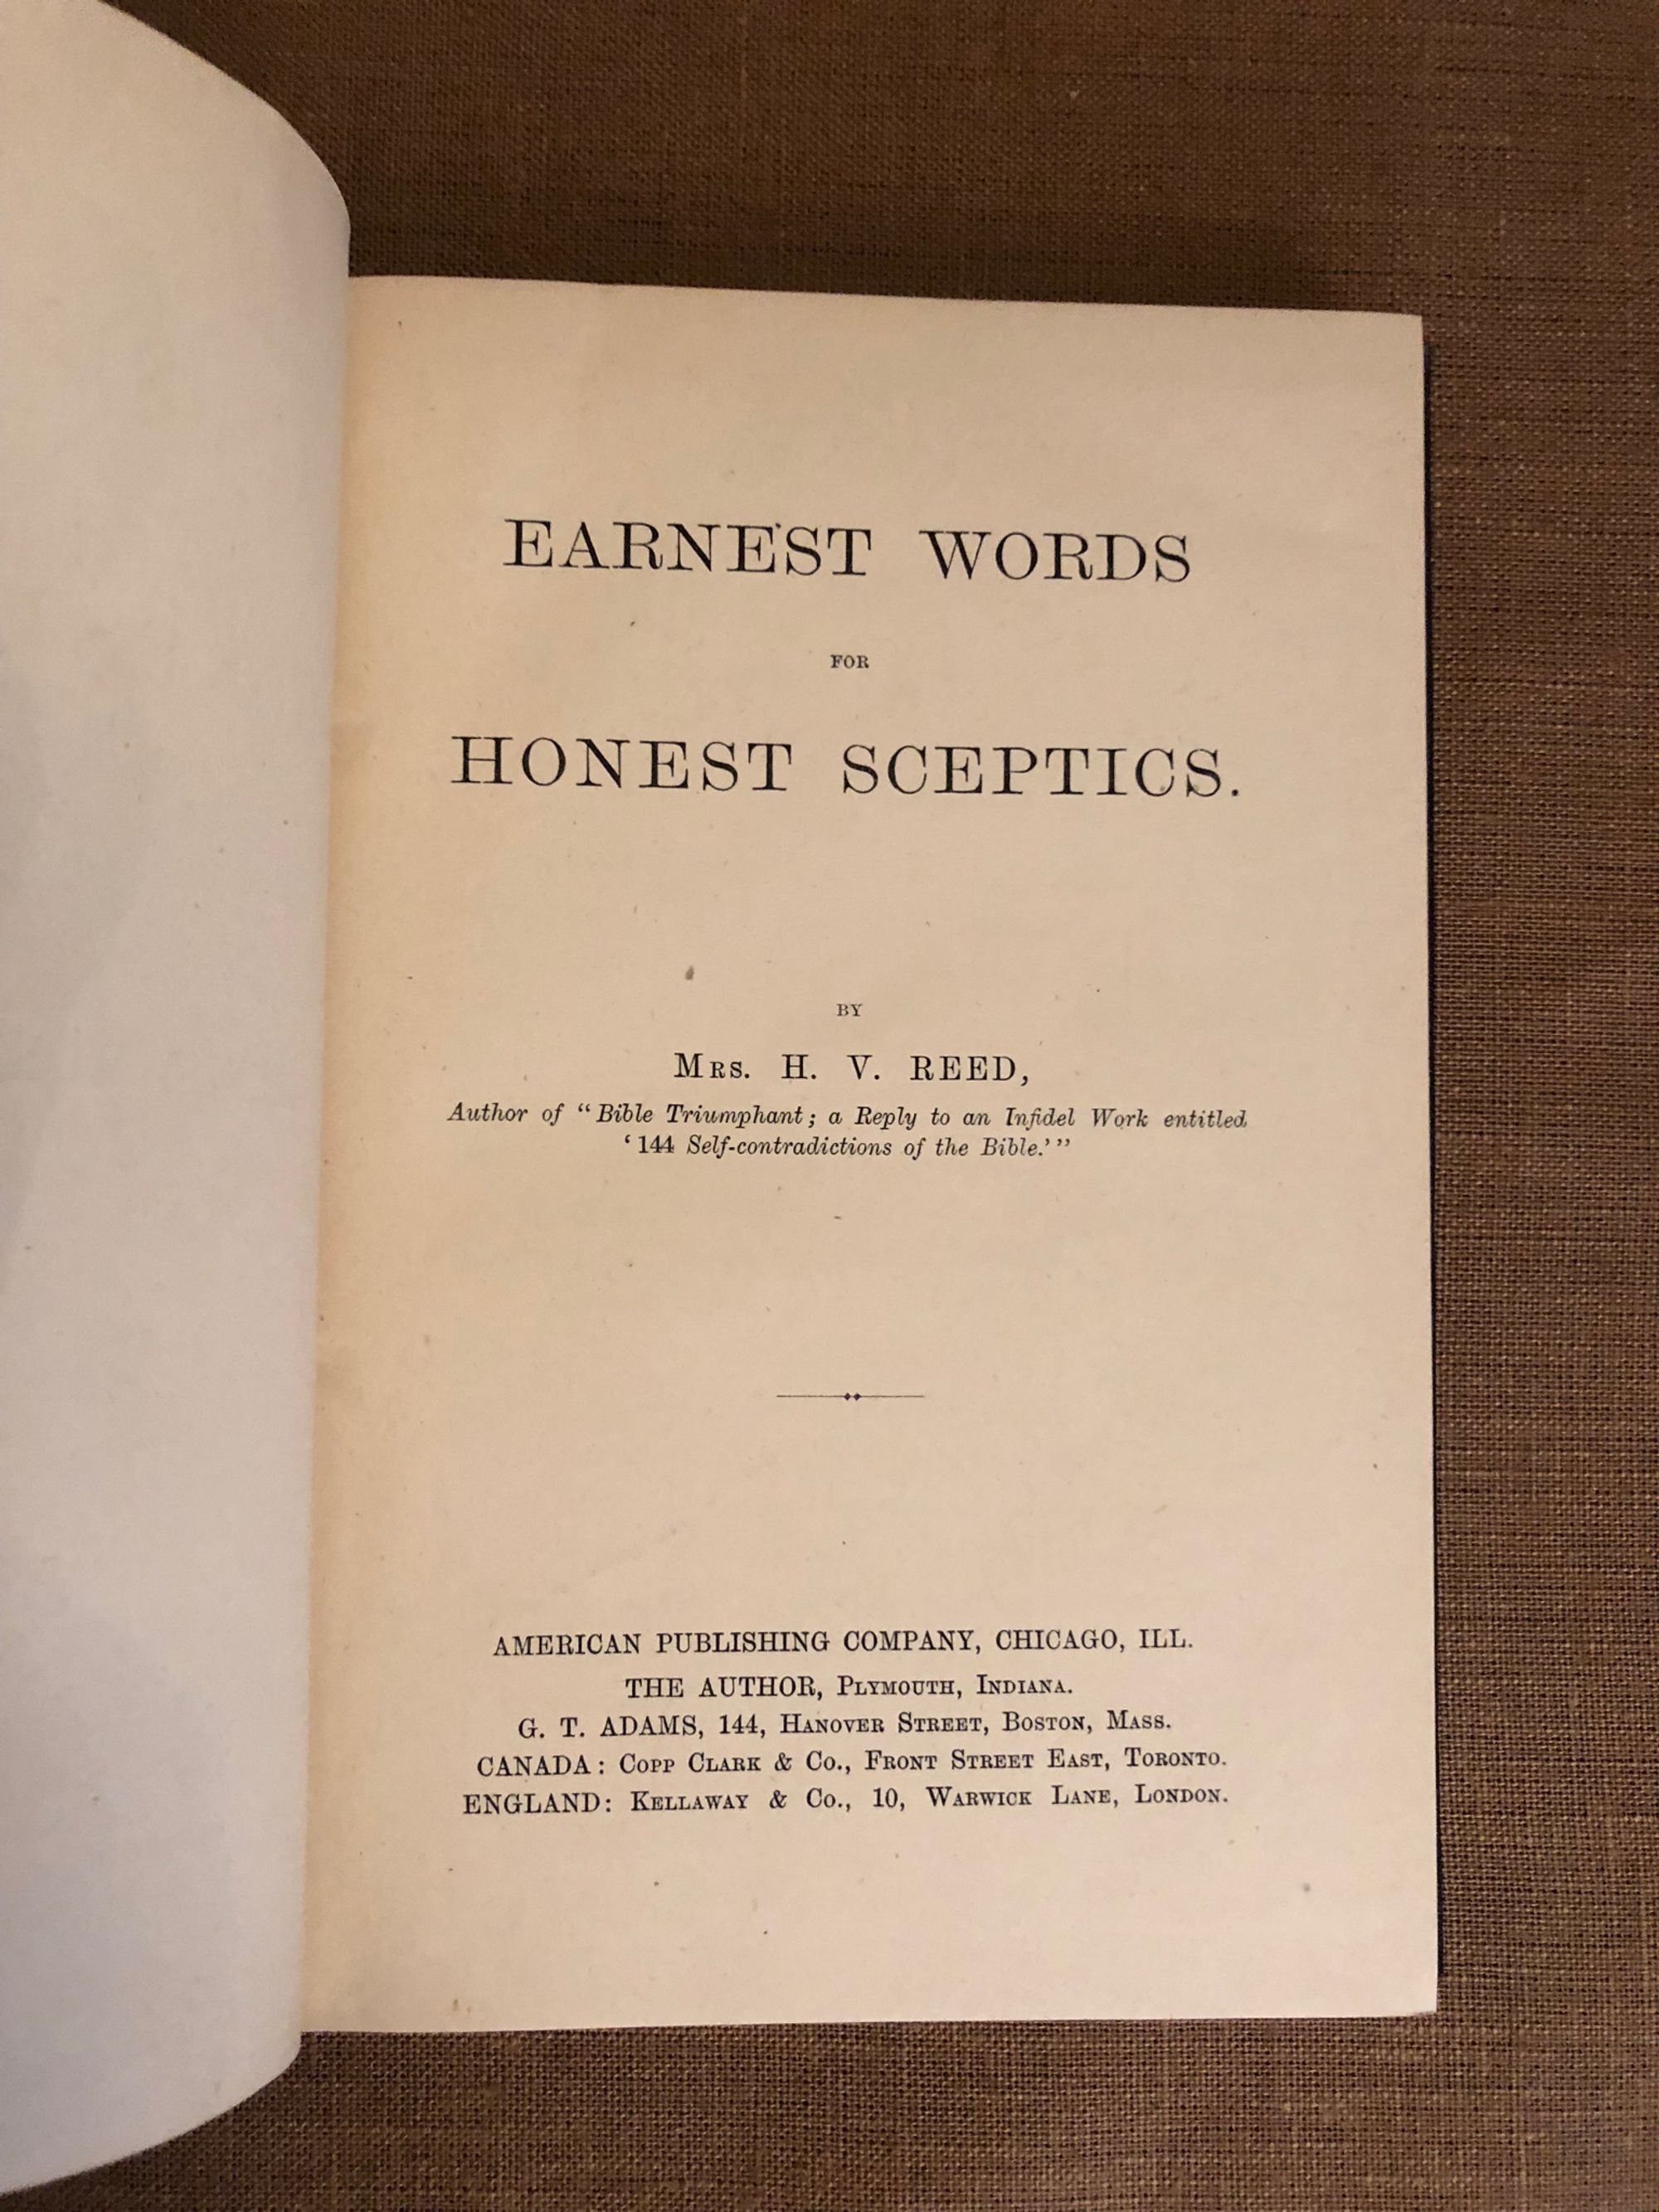 EARNEST WORDS
FOR
HONEST SCEPTICS.
BY
MRS. H. V. REED,
Author of “Bible Triumphant; a Reply to an Infidel Work entitled
‘144 Self-contradictions of the Bible.’”
AMERICAN PUBLISHING COMPANY, CHICAGO, ILL.
THE AUTHOR, PLYMOUTH, INDIANA.
G. T. ADAMS, 144, HANOVER STREET, BOSTON, MASS.
CANADA: COPP CLARK & CO., FRONT STREET EAST, TORONTO.
ENGLAND: KELLAWAY & CO., 10, WARWICK LANE, LONDON.